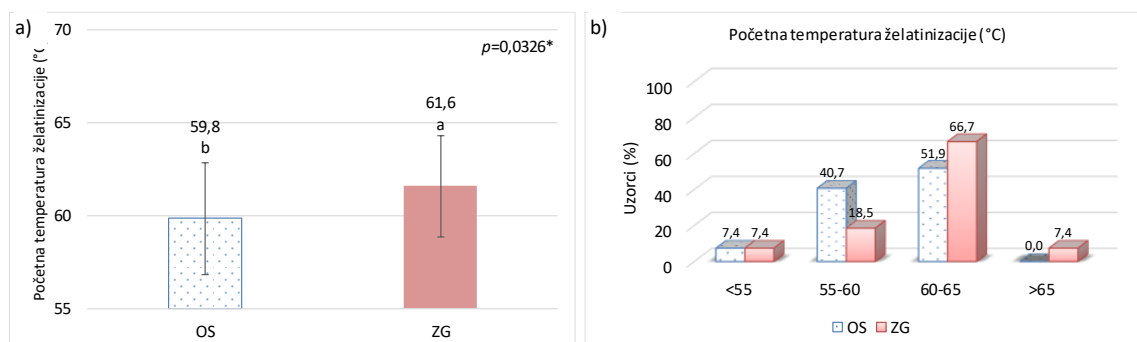 a)
Početna temperatura želatinizacije (°C)
70
65
60
55
p=0,0326*
59,8
b
61,6
a
OS
ZG
b)
Početna temperatura želatinizacije (°C)
Uzorci (%)
100
80
60
40
20
0
7,4
7,4
40,7
18,5
51,9
66,7
0,0
7,4
<55
55-60
60-65
>65
OS
ZG